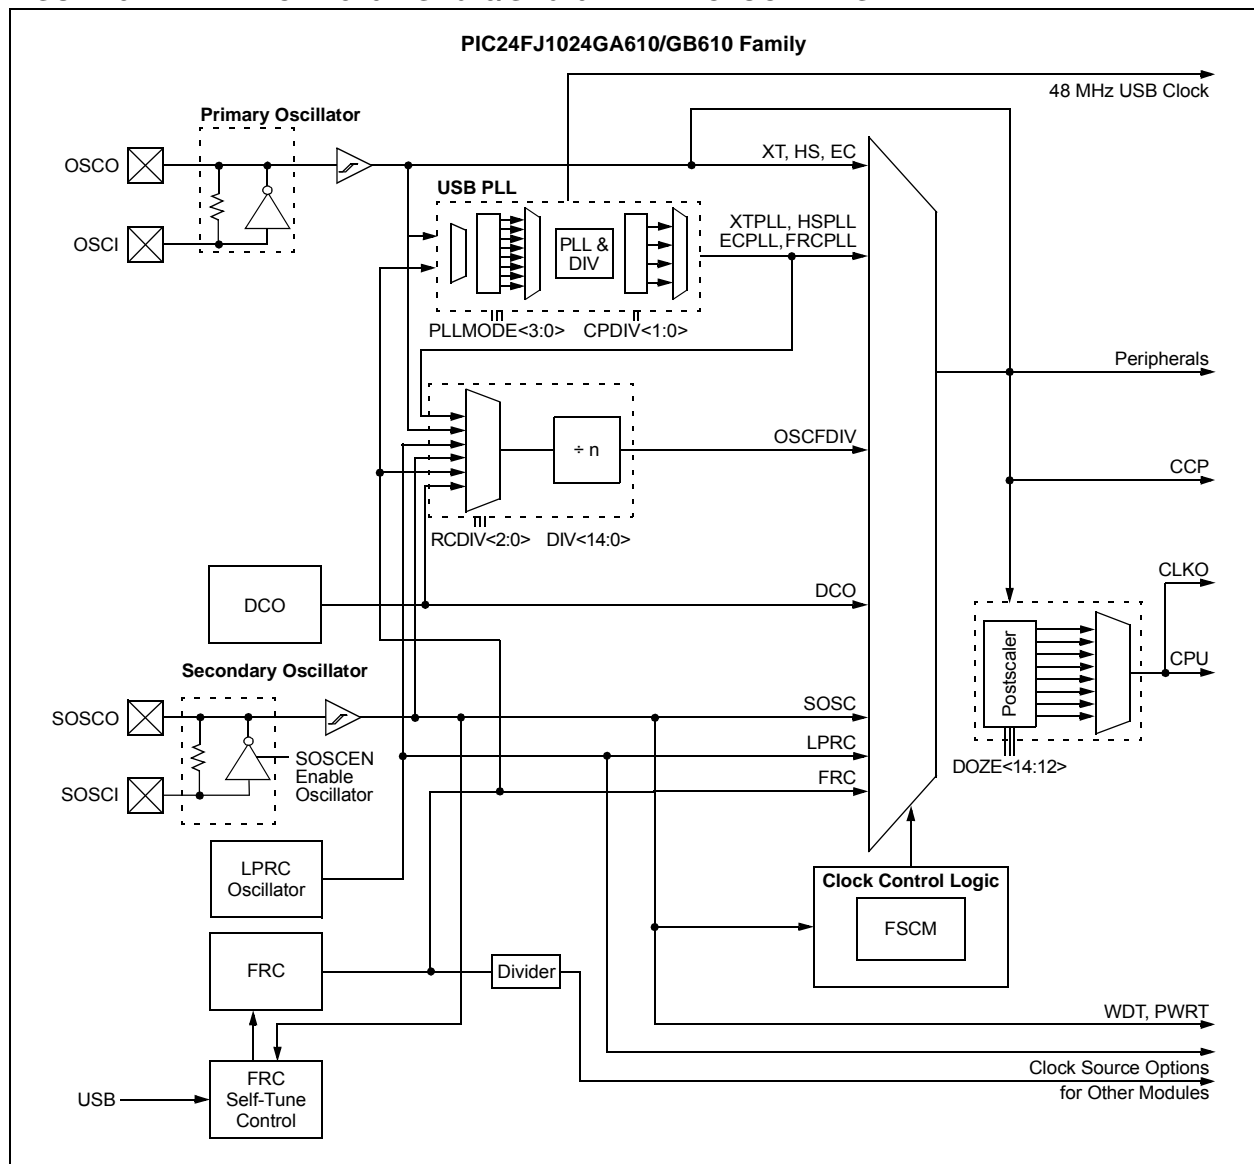 PIC24FJ1024GA610/GB610 Family
48 MHz USB Clock
Primary Oscillator
OSCO
XT, HS, EC
USB PLL
OSCI
XTPLL, HSPLL
ECPLL,FRCPLL
PLL &
DIV
PLLMODE<3:0>
CPDIV<1:0>
Peripherals
OSCFDIV
÷ n
CCP
RCDIV<2:0>
DIV<14:0>
CLKO
DCO
DCO
Postscaler
CPU
Secondary Oscillator
SOSCO
SOSC
LPRC
SOSCEN
Enable
Oscillator
DOZE<14:12>
FRC
SOSCI
LPRC
Oscillator
Clock Control Logic
FSCM
FRC
Divider
WDT, PWRT
Clock Source Options
for Other Modules
FRC
Self-Tune
Control
USB